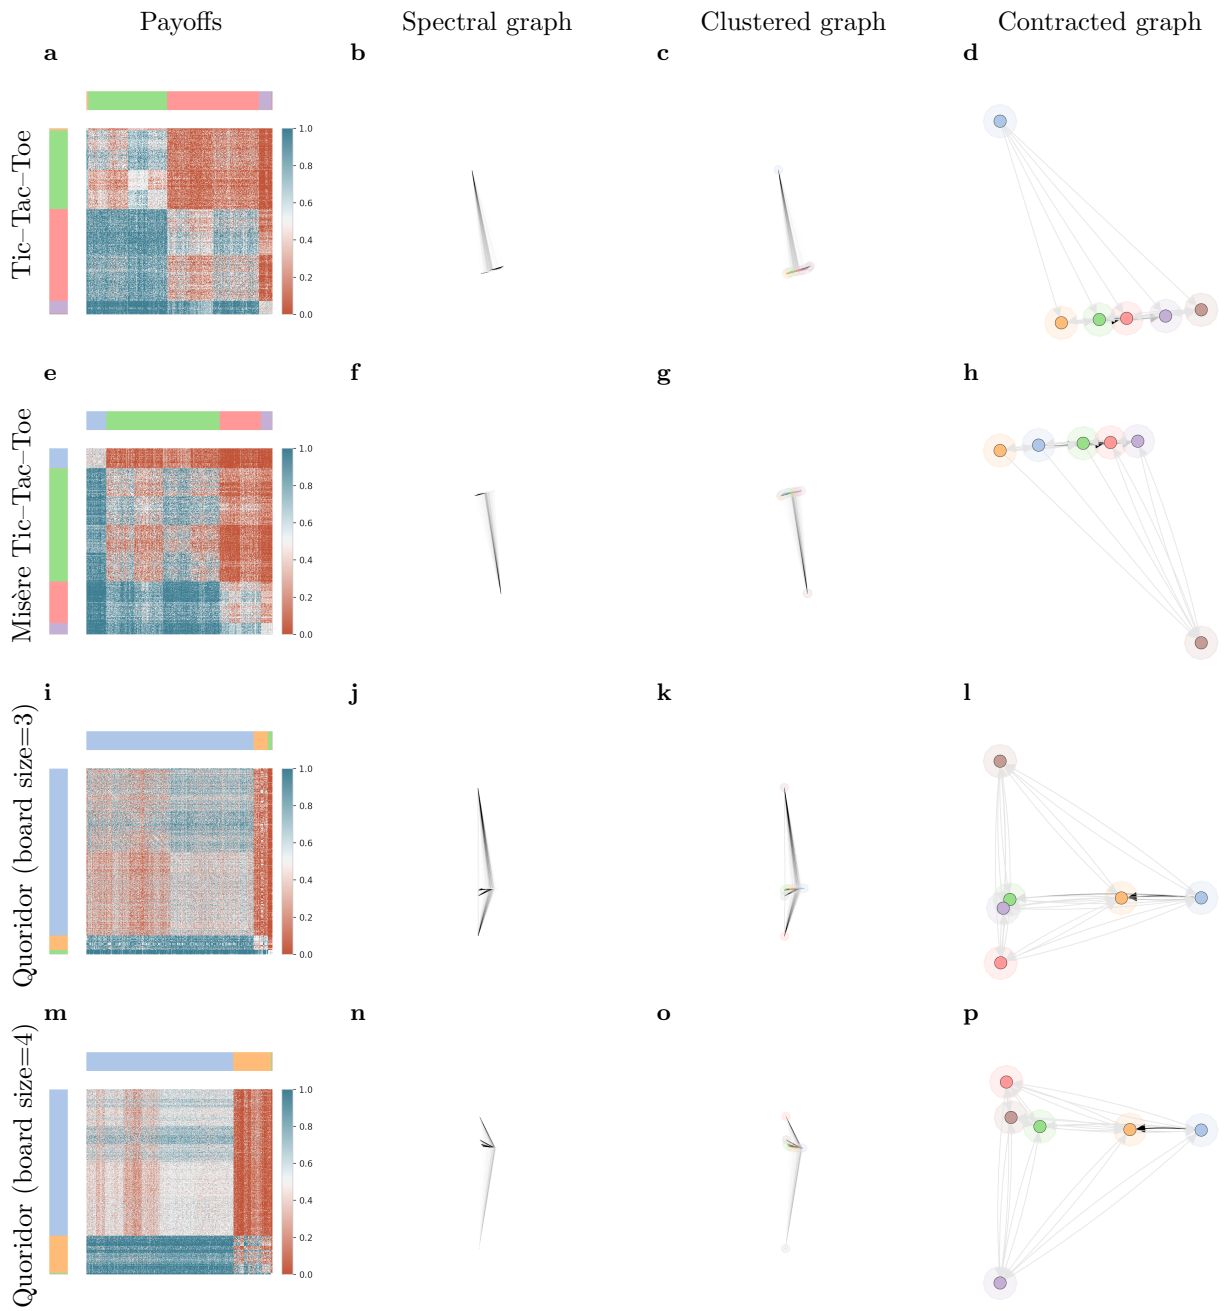 Payoffs
Spectral graph
Clustered graph
Contracted graph
a
b
c
d
Tic–Tac–Toe
1.0
0.8
0.6
0.4
0.2
0.0
e
f
g
h
Misère Tic–Tac–Toe
1.0
0.8
0.6
0.4
0.2
0.0
i
j
k
l
Quoridor (board size=3)
1.0
0.8
0.6
0.4
0.2
0.0
m
n
o
p
Quoridor (board size=4)
1.0
0.8
0.6
0.4
0.2
0.0